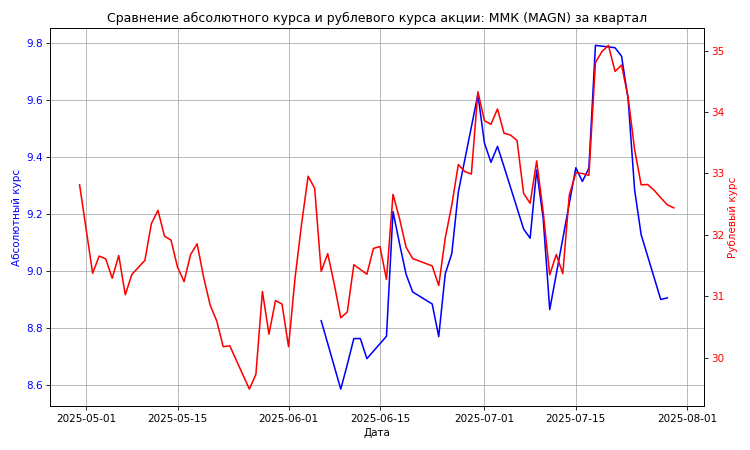 Сравнение абсолютного курса и рублевого курса акции: ММК (MAGN) за квартал
9.8
9.6
9.4
9.2
9.0
8.8
8.6
Абсолютный курс
35
34
33
32
31
30
Рублевый курс
2025-05-01 2025-05-15 2025-06-01 2025-06-15 2025-07-01 2025-07-15 2025-08-01
Дата